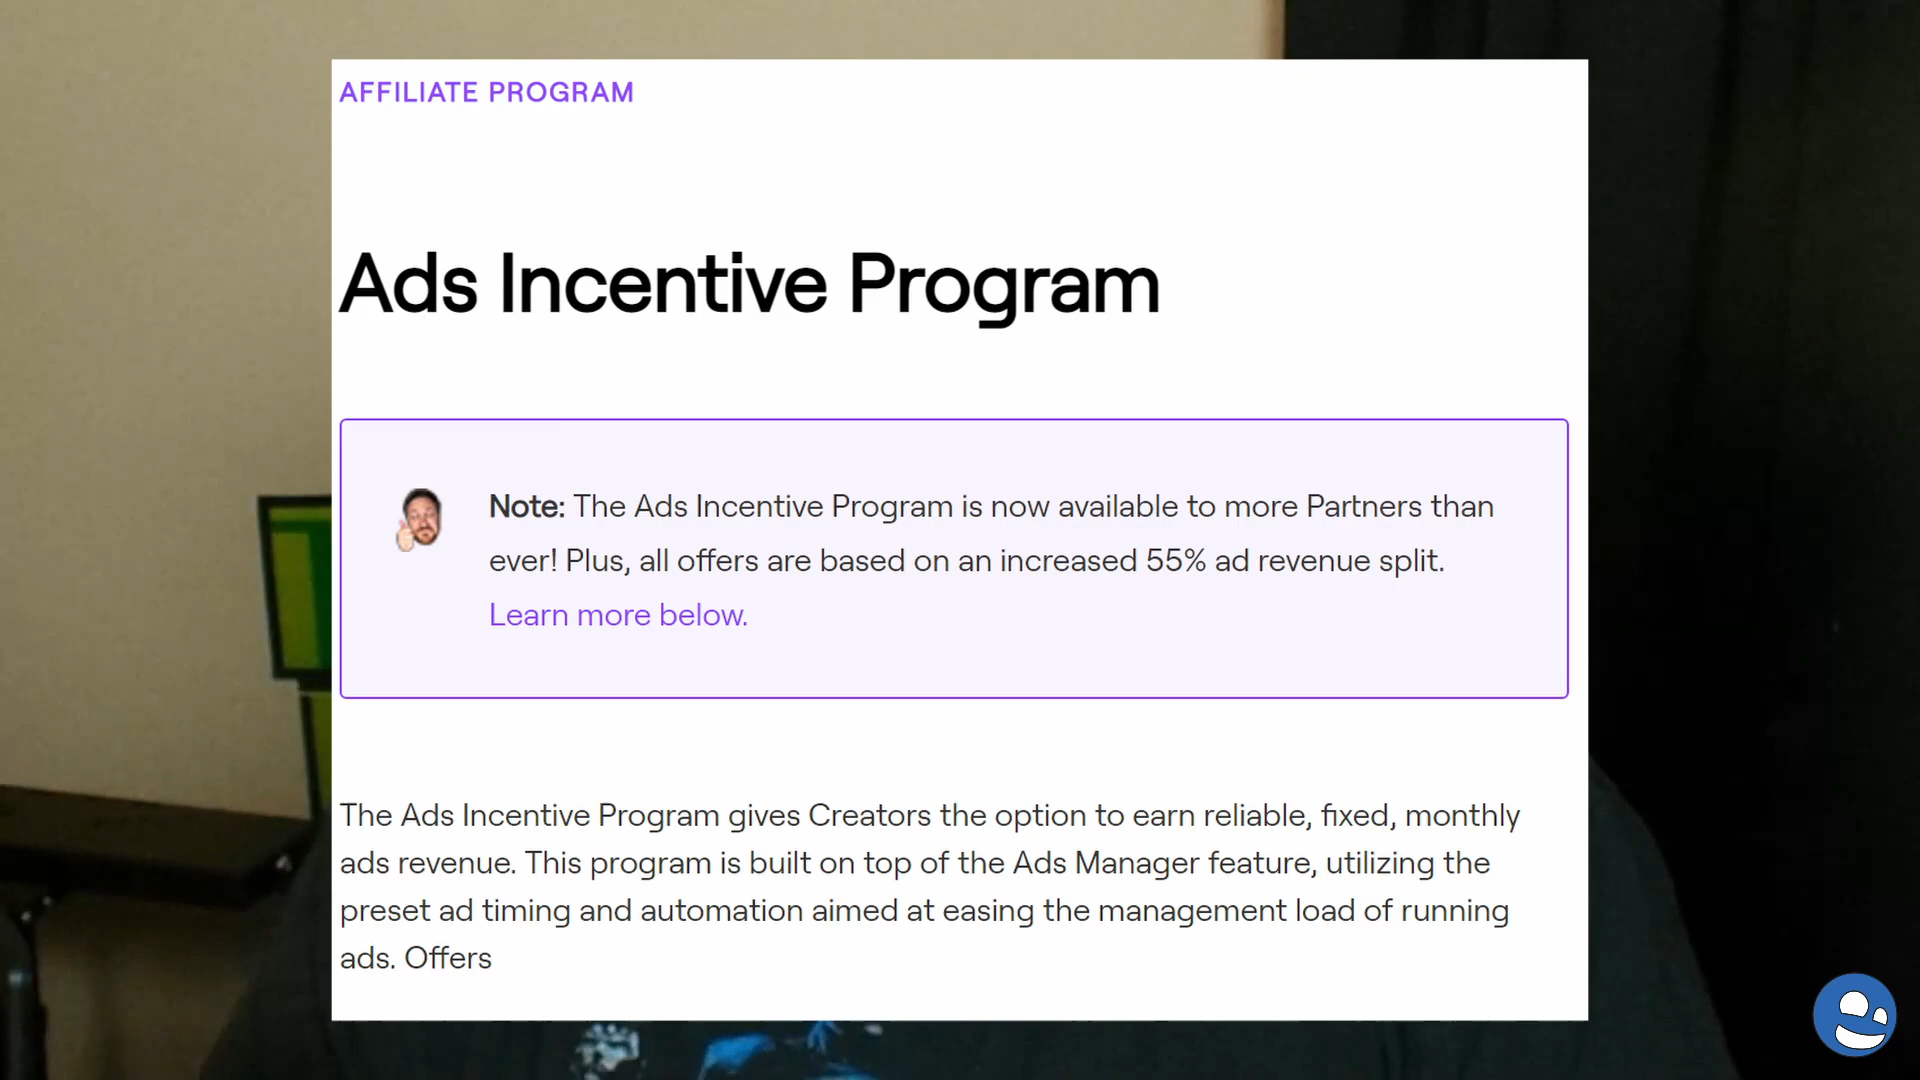 AFFILIATE PROGRAM
Ads Incentive Program
Note: The Ads Incentive Program is now available to more Partners than
ever! Plus, all offers are based on an increased 55% ad revenue split.
Learn more below.
The Ads Incentive Program gives Creators the option to earn reliable, fixed, monthly
ads revenue. This program is built on top of the Ads Manager feature, utilizing the
preset ad timing and automation aimed at easing the management load of running
ads. Offers